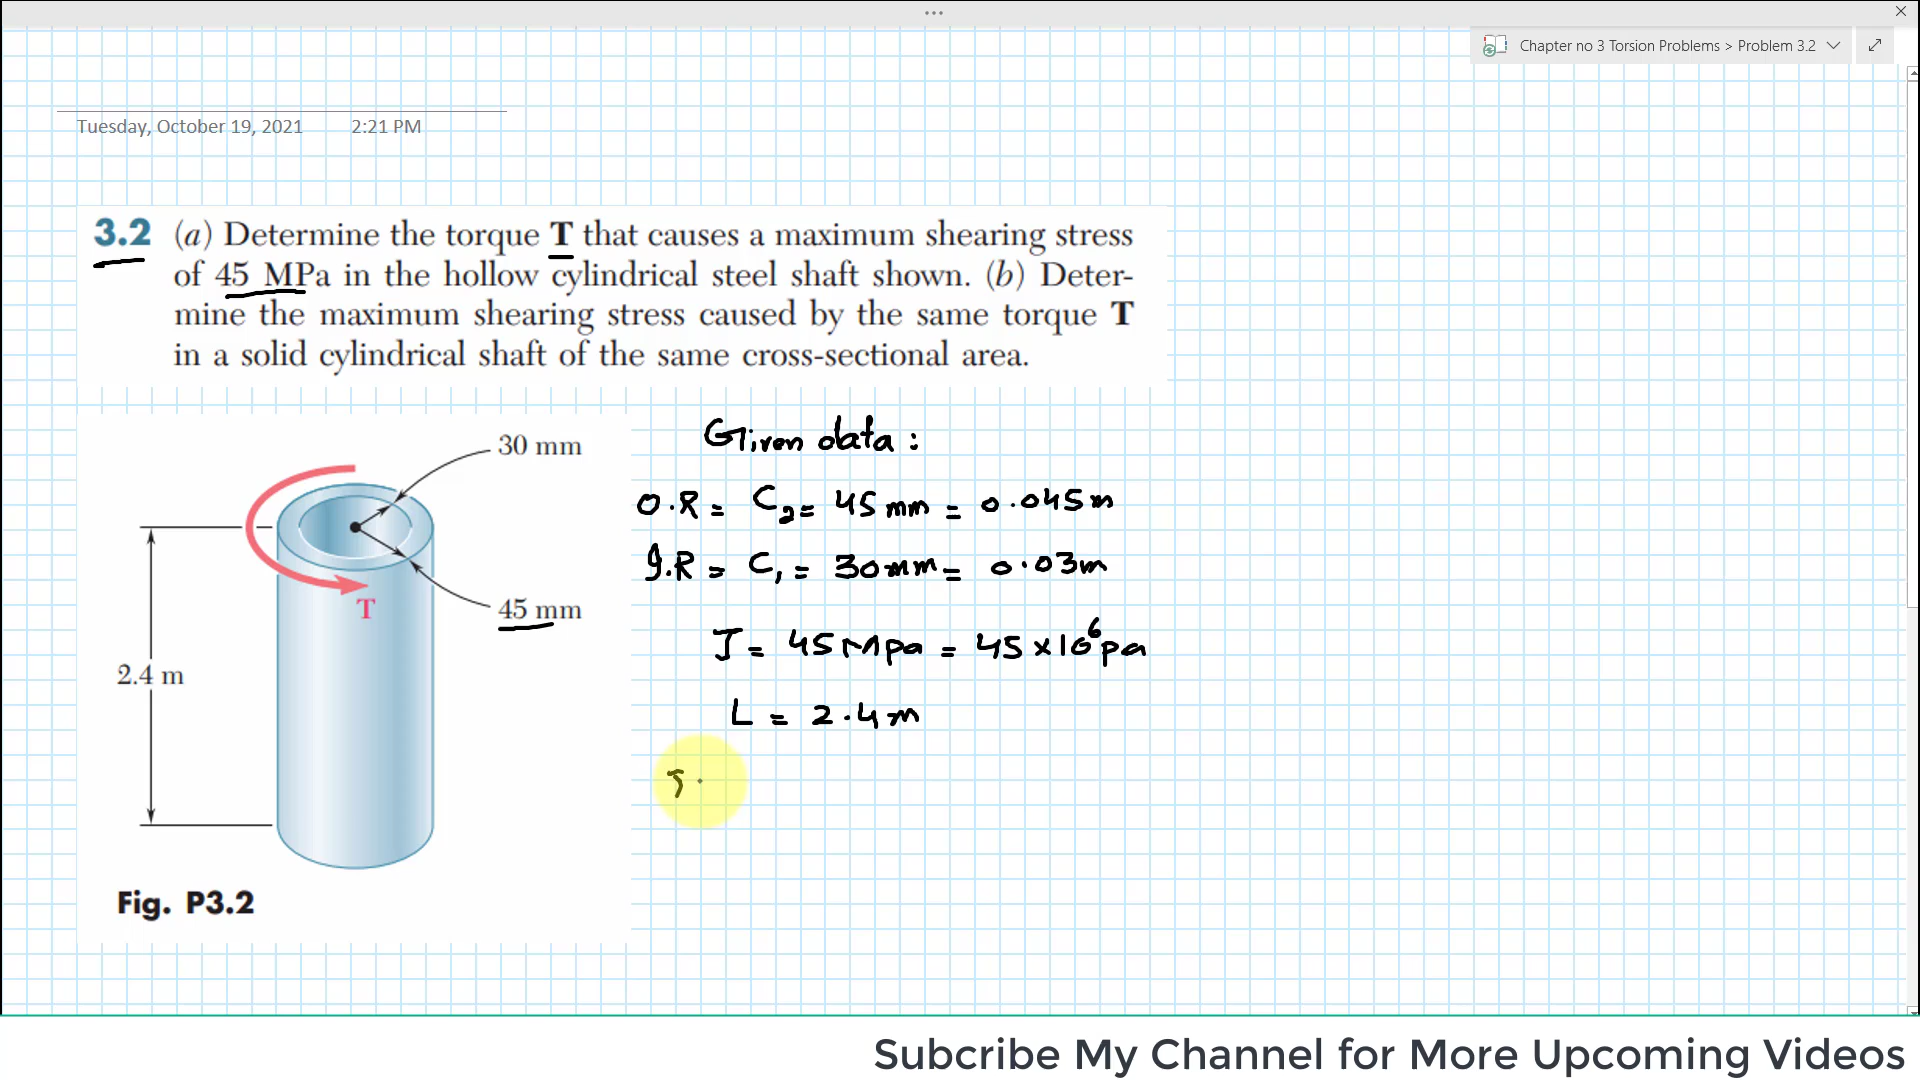 Chapter no 3 Torsion Problems > Problem 3.2
Tuesday, October 19, 2021 2:21 PM
3.2 (a) Determine the torque T that causes a maximum shearing stress
of 45 MPa in the hollow cylindrical steel shaft shown. (b) Deter-
mine the maximum shearing stress caused by the same torque T
in a solid cylindrical shaft of the same cross-sectional area.
30 mm
T
45 mm
2.4 m
Fig. P3.2
Given data :
O.R = C2 = 45 mm = 0.045m
I.R = C1 = 30mm = 0.03m
J = 45 Mpa = 45 × 10^6 pa
L = 2.4 m
Subcribe My Channel for More Upcoming Videos